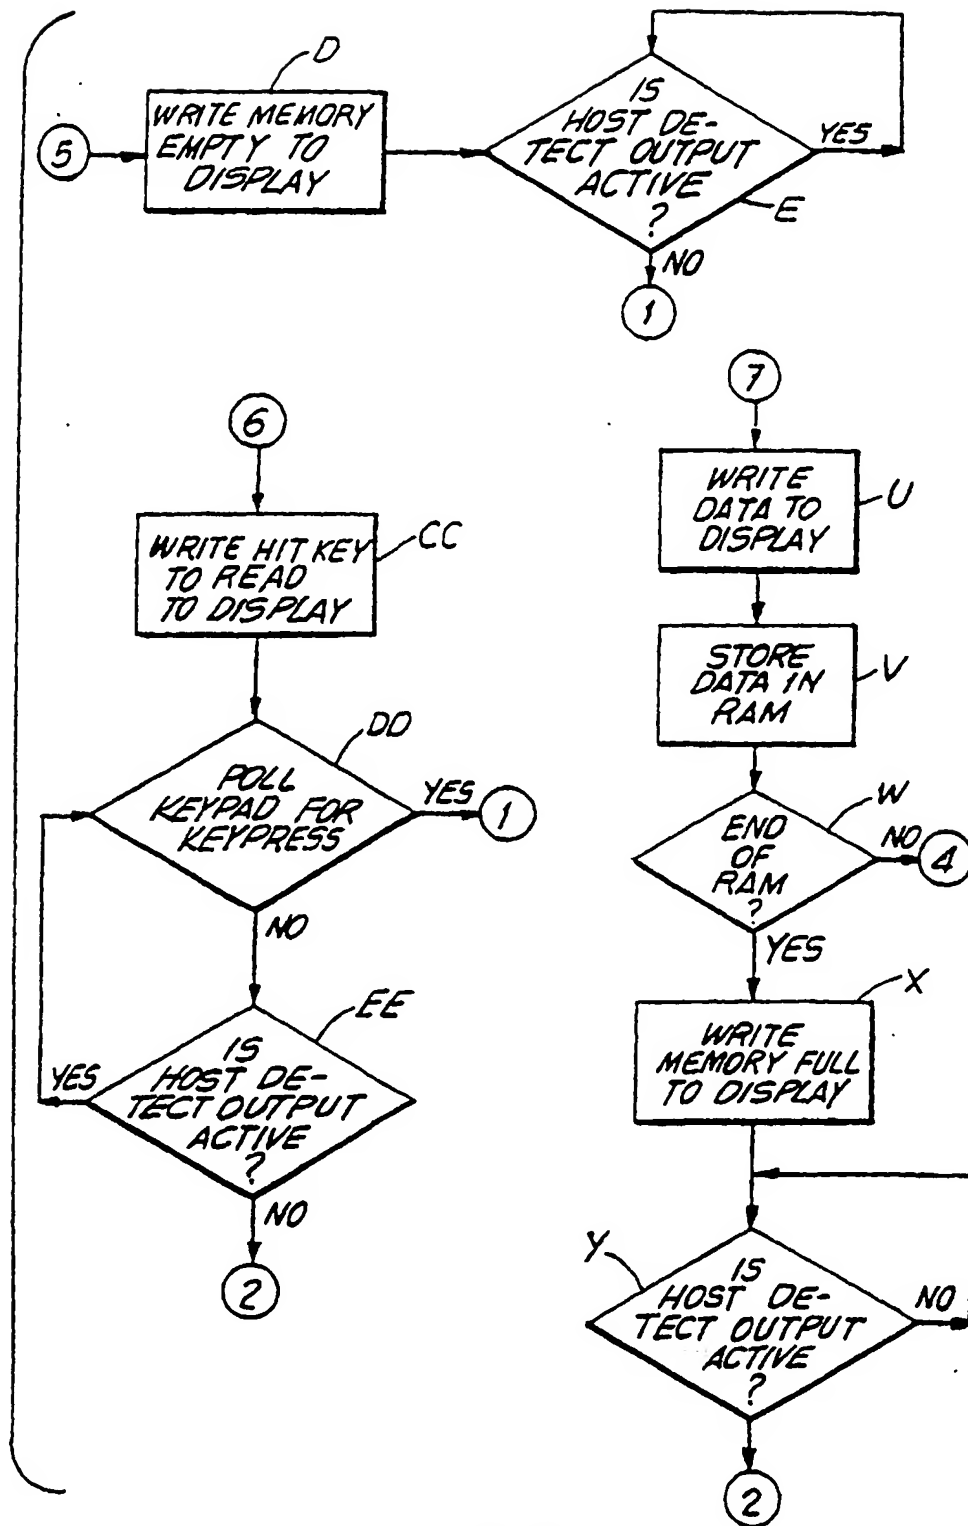 D
5
WRITE MEMORY
EMPTY TO
DISPLAY
IS
HOST DE-
TECT OUTPUT
ACTIVE
?
YES
E
NO
1
6
WRITE HIT KEY
TO READ
TO DISPLAY
CC
POLL
KEYPAD FOR
KEYPRESS
DD
YES
1
NO
IS
HOST DE-
TECT OUTPUT
ACTIVE
?
EE
YES
NO
2
7
WRITE
DATA TO
DISPLAY
U
STORE
DATA IN
RAM
V
END
OF
RAM
?
W
NO
4
YES
WRITE
MEMORY FULL
TO DISPLAY
X
Y
IS
HOST DE-
TECT OUTPUT
ACTIVE
?
NO
2